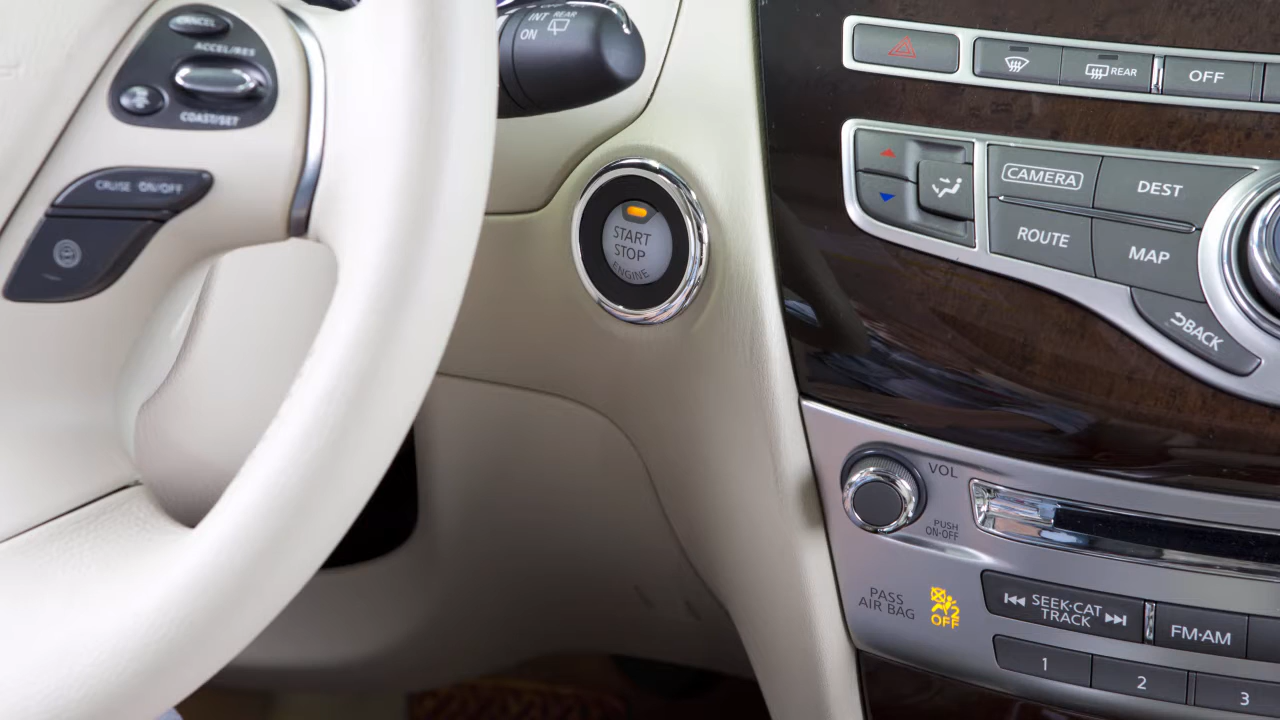 CANCEL
ACCEL/RES
COAST/SET
CRUISE ON/OFF
INT REAR
ON
START
STOP
ENGINE
REAR
OFF
CAMERA
DEST
ROUTE
MAP
BACK
VOL
PUSH
ON·OFF
PASS
AIR BAG
2
OFF
SEEK·CAT
TRACK
FM·AM
1
2
3